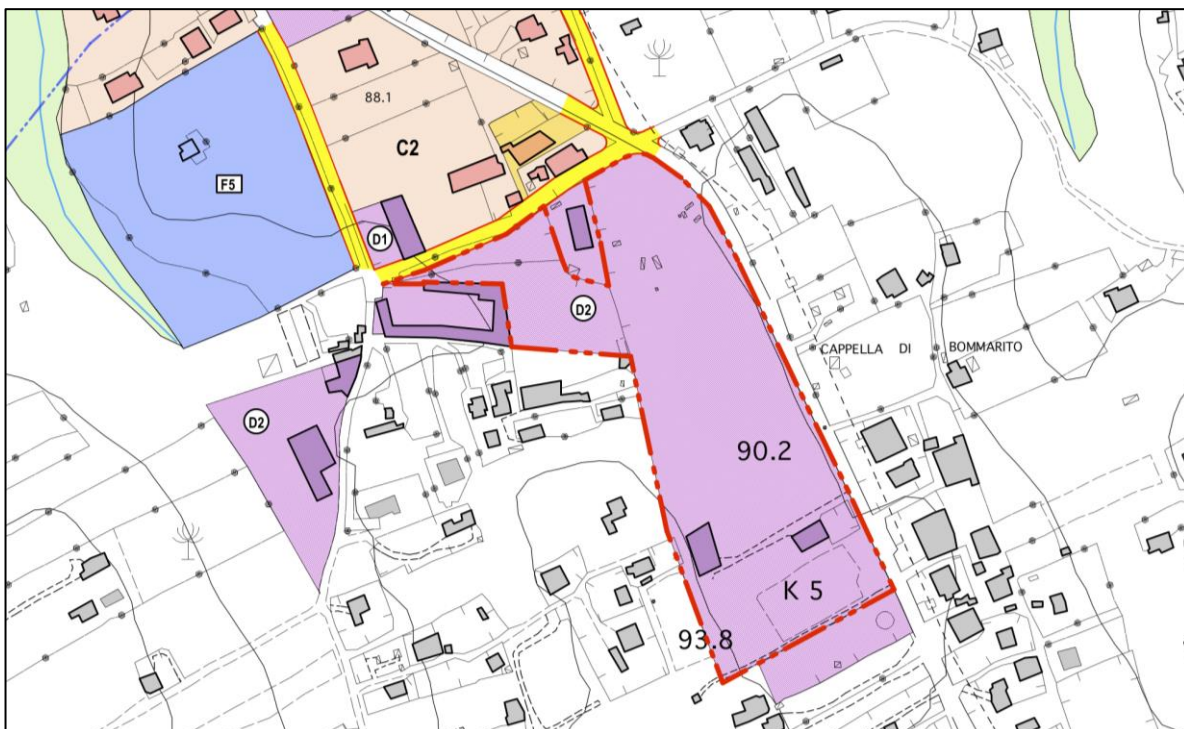 88.1
C2
F5
D1
D2
CAPPELLA DI BOMMARITO
D2
90.2
K 5
93.8